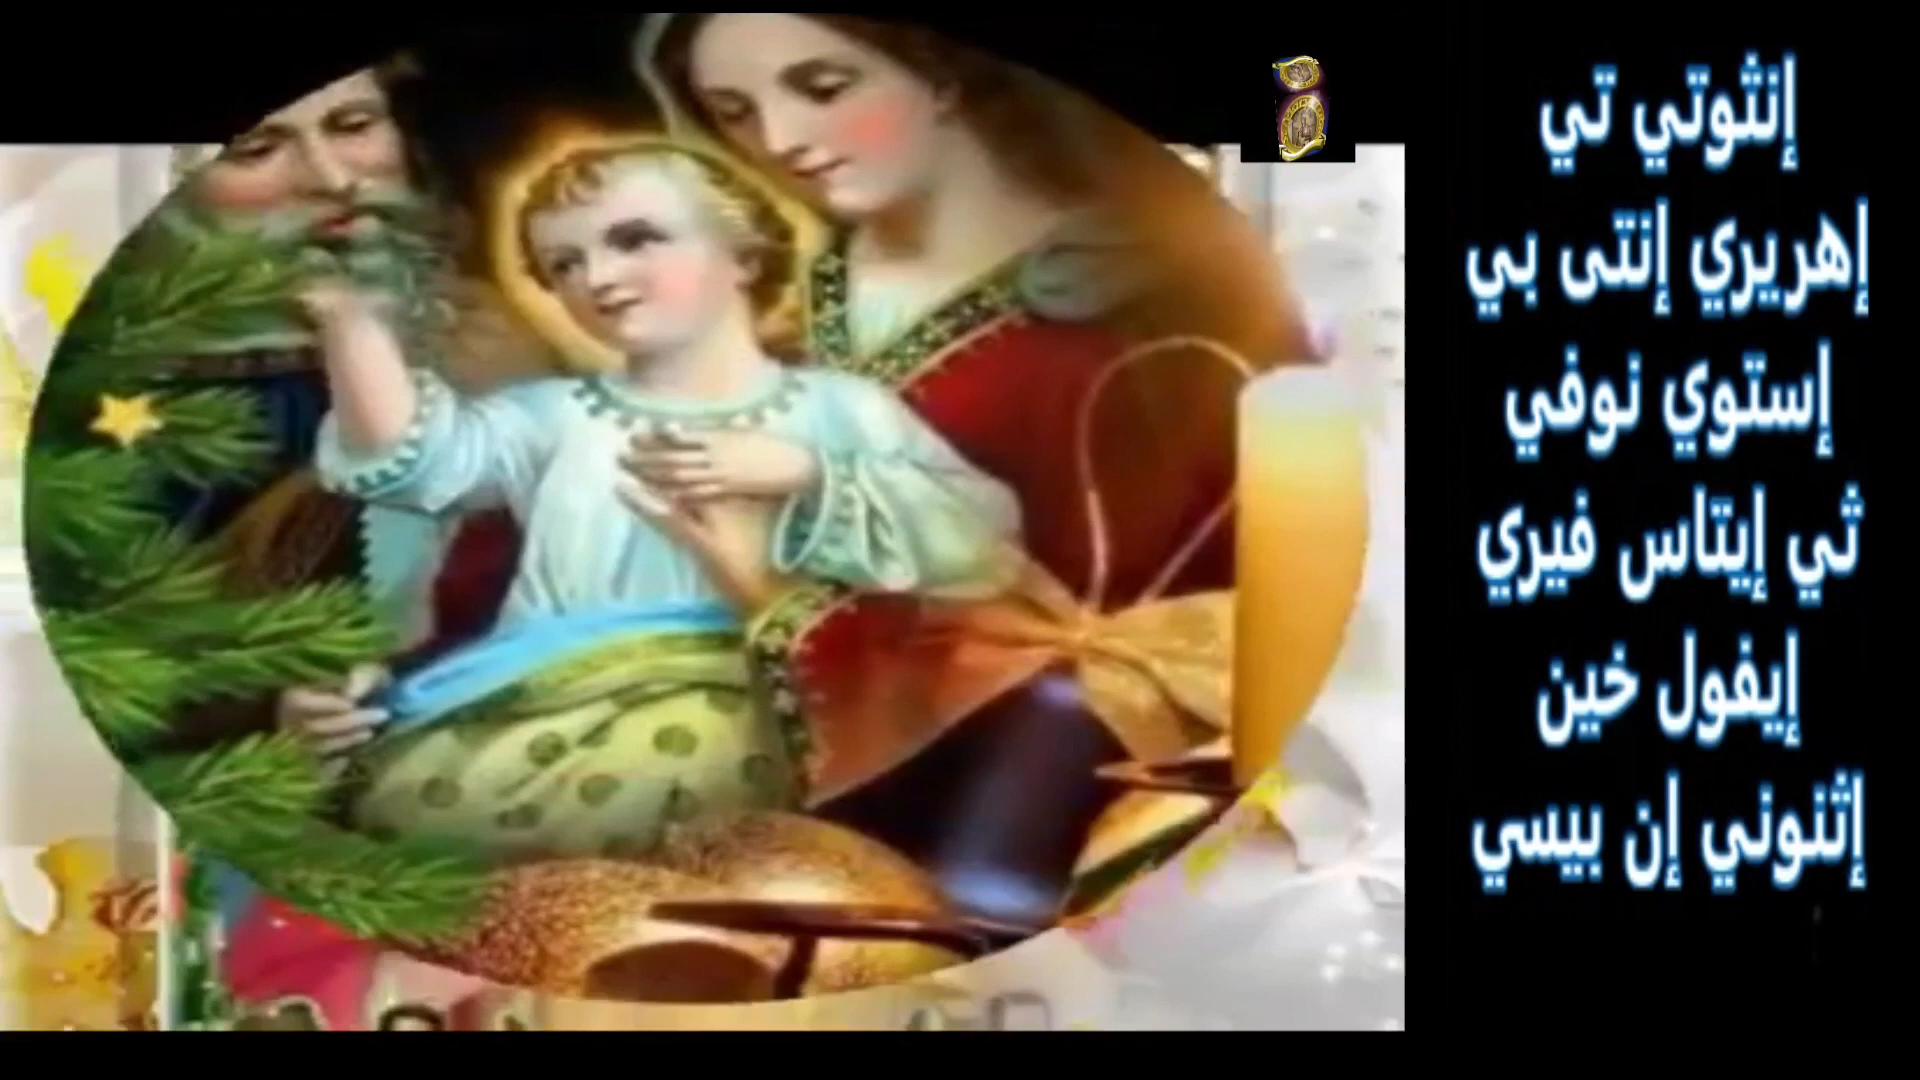 إنثوتي تي
إهريري إنتى بي
إستوي نوفي
ثي إيتاس فيري
إيفول خين
إثنوني إن بيسي